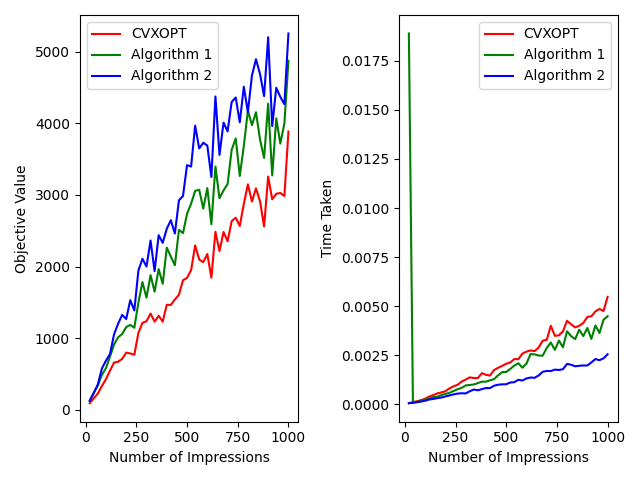 CVXOPT
Algorithm 1
Algorithm 2
5000
4000
3000
2000
1000
0
Objective Value
0
250
500
750
1000
Number of Impressions
CVXOPT
Algorithm 1
Algorithm 2
0.0175
0.0150
0.0125
0.0100
0.0075
0.0050
0.0025
0.0000
Time Taken
0
250
500
750
1000
Number of Impressions